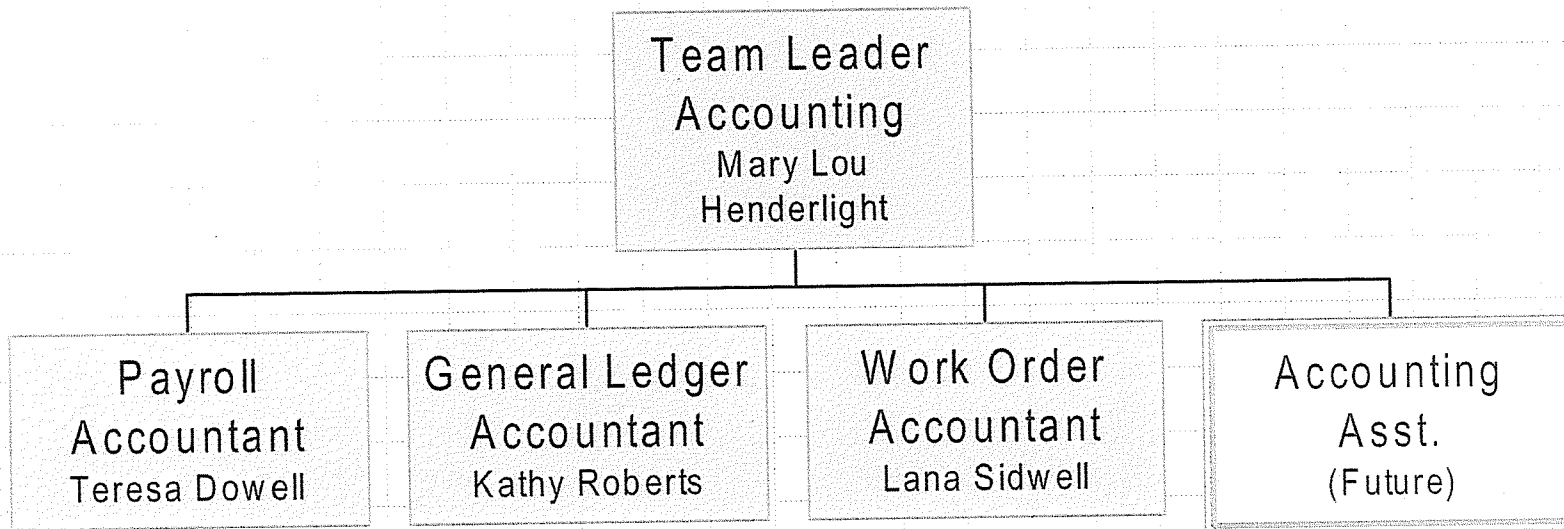 Team Leader
Accounting
Mary Lou
Henderlight
Payroll
Accountant
Teresa Dowell
General Ledger
Accountant
Kathy Roberts
Work Order
Accountant
Lana Sidwell
Accounting
Asst.
(Future)